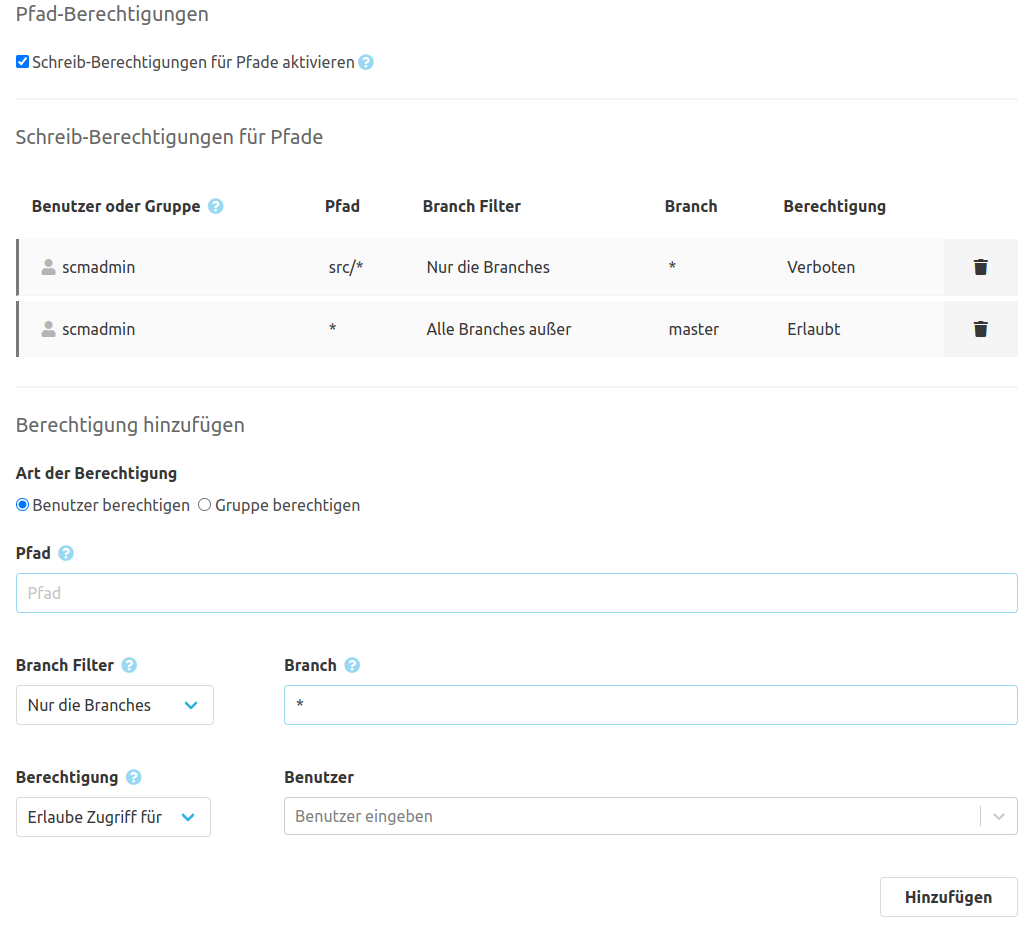 Pfad-Berechtigungen
Schreib-Berechtigungen für Pfade aktivieren ?
Schreib-Berechtigungen für Pfade
Benutzer oder Gruppe ? Pfad Branch Filter Branch Berechtigung
scmadmin src/* Nur die Branches * Verboten
scmadmin * Alle Branches außer master Erlaubt
Berechtigung hinzufügen
Art der Berechtigung
Benutzer berechtigen Gruppe berechtigen
Pfad ?
Pfad
Branch Filter ? Branch ?
Nur die Branches *
Berechtigung ? Benutzer
Erlaube Zugriff für Benutzer eingeben
Hinzufügen